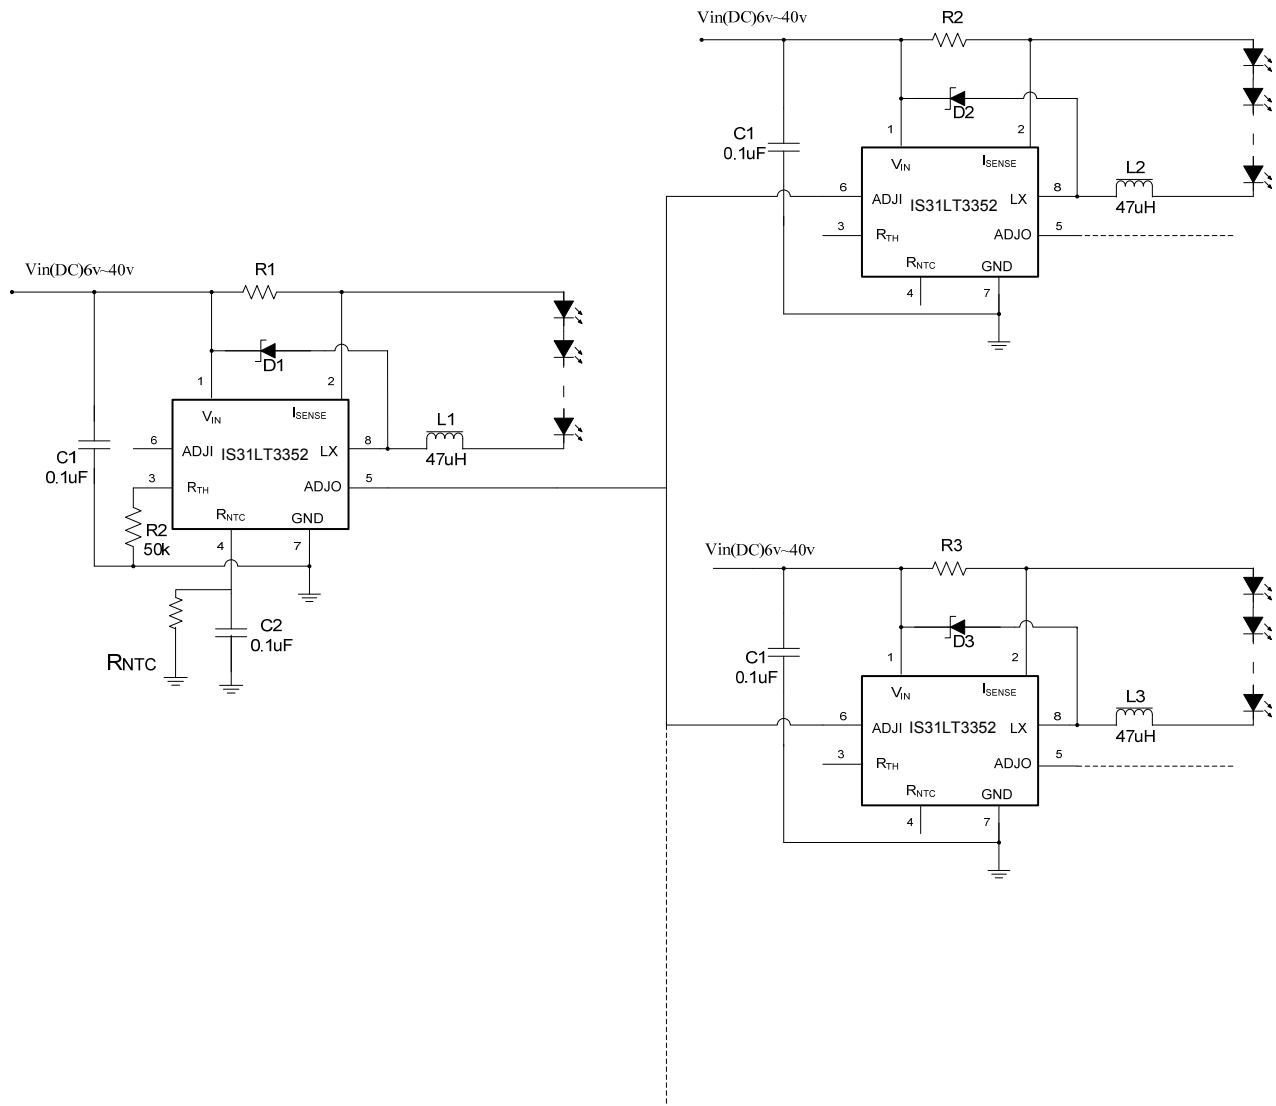 Vin(DC)6v~40v
R1
D1
1
2
VIN
ISENSE
C1
0.1uF
6
ADJI
IS31LT3352
LX
8
L1
47uH
3
RTH
ADJO
5
R2
50k
RNTC
GND
4
7
C2
0.1uF
RNTC
Vin(DC)6v~40v
R2
D2
1
2
C1
0.1uF
VIN
ISENSE
6
ADJI
IS31LT3352
LX
8
L2
47uH
3
RTH
ADJO
5
RNTC
GND
4
7
Vin(DC)6v~40v
R3
D3
1
2
C1
0.1uF
VIN
ISENSE
6
ADJI
IS31LT3352
LX
8
L3
47uH
3
RTH
ADJO
5
RNTC
GND
4
7